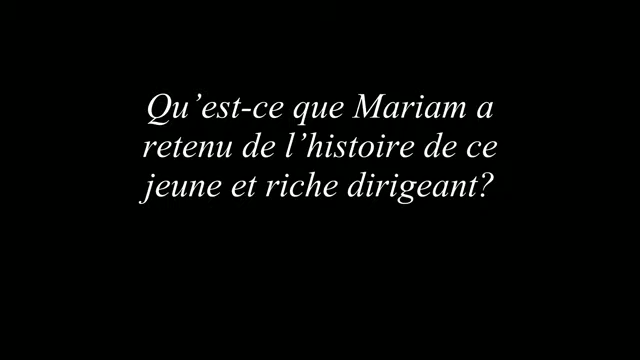 Qu’est-ce que Mariam a
retenu de l’histoire de ce
jeune et riche dirigeant?